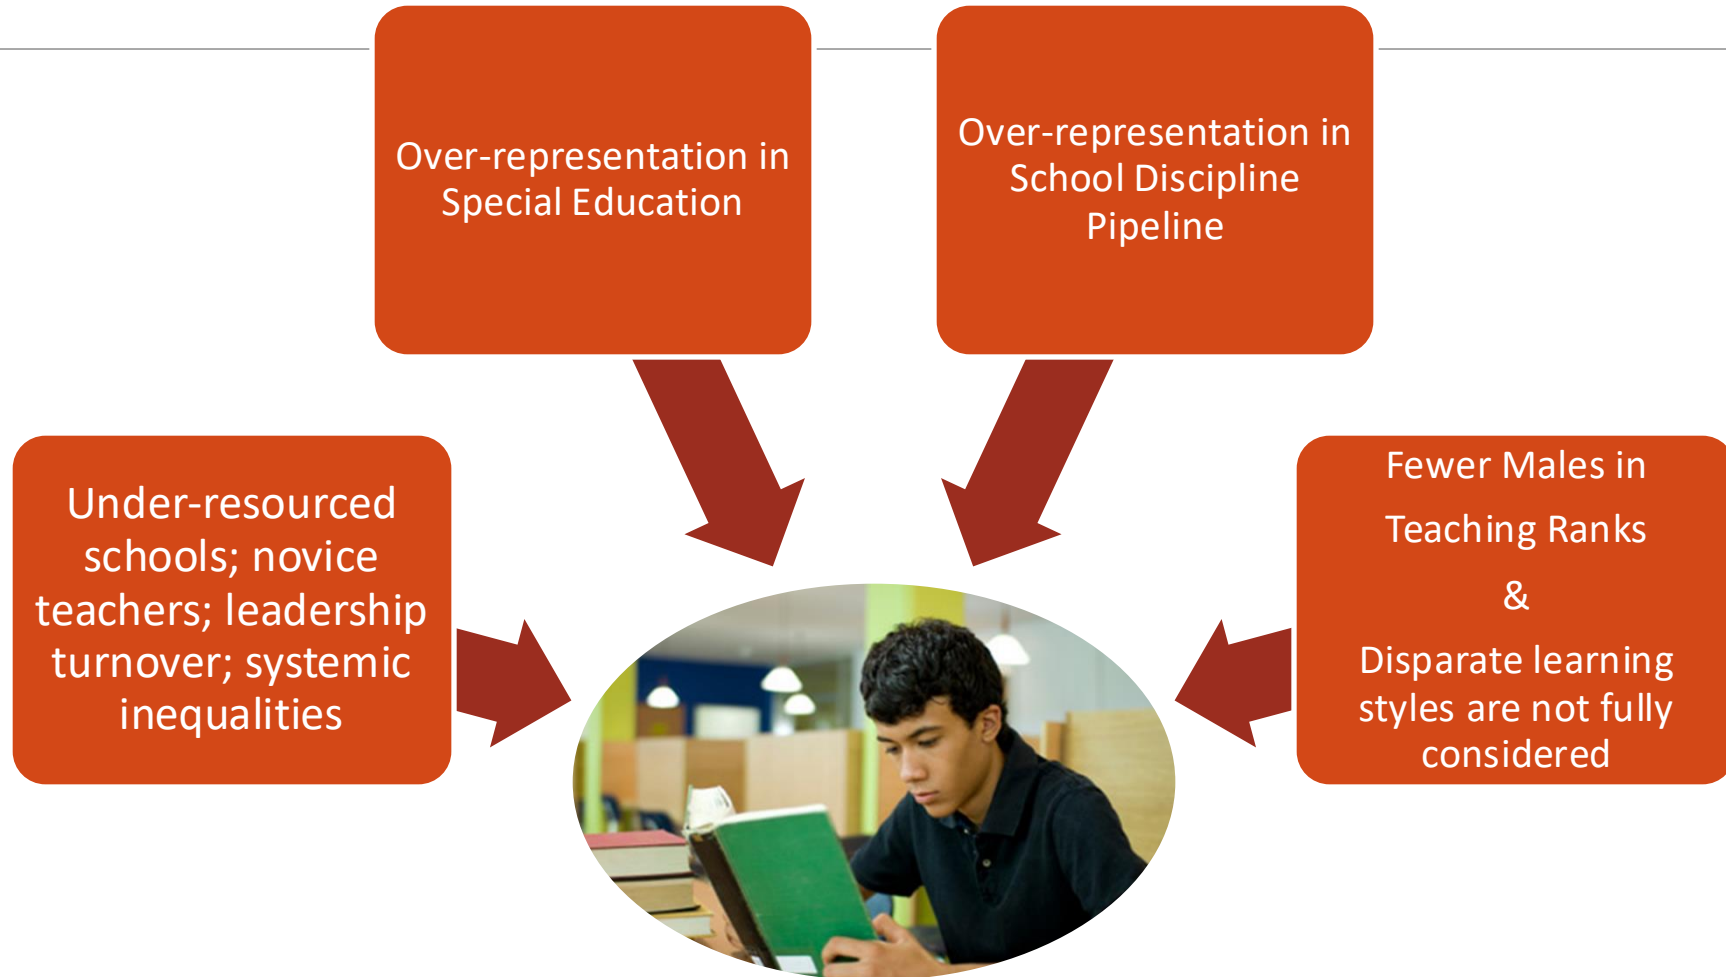 Over-representation in
Special Education
Over-representation in
School Discipline
Pipeline
Under-resourced
schools; novice
teachers; leadership
turnover; systemic
inequalities
Fewer Males in
Teaching Ranks
&
Disparate learning
styles are not fully
considered